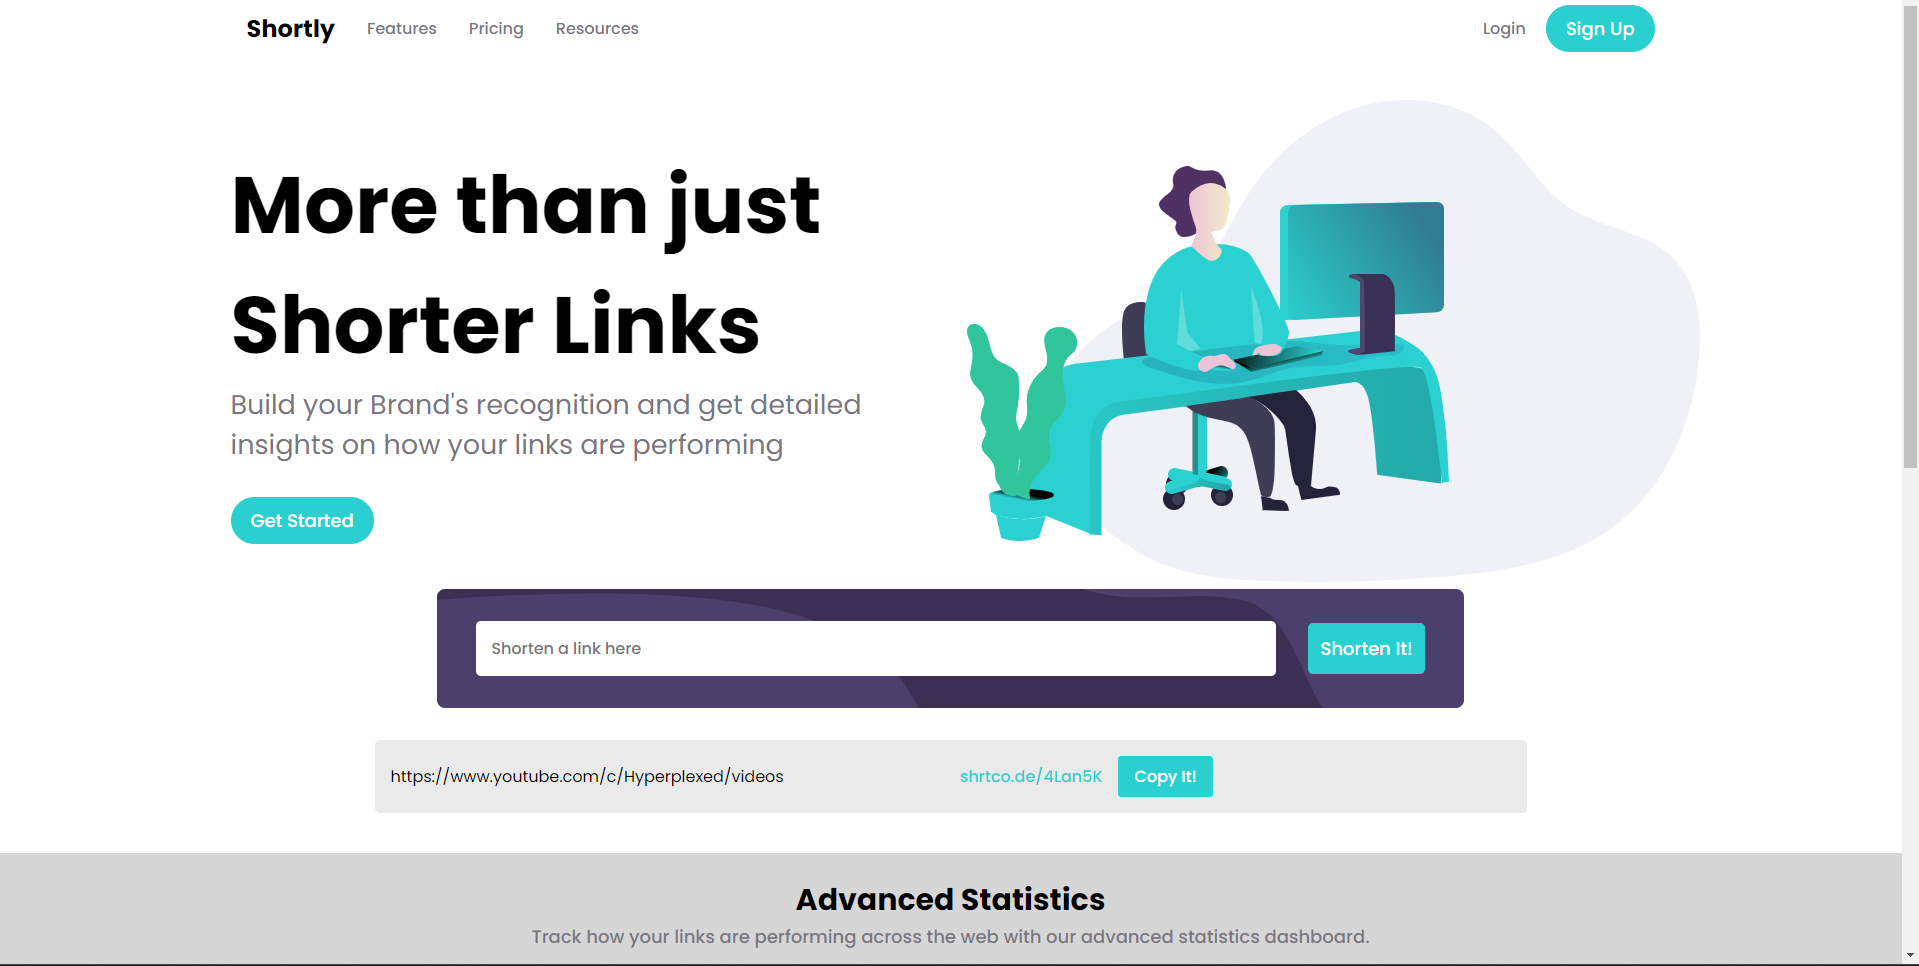 Shortly Features Pricing Resources Login Sign Up
More than just
Shorter Links
Build your Brand's recognition and get detailed
insights on how your links are performing
Get Started
Shorten a link here Shorten It!
https://www.youtube.com/c/Hyperplexed/videos shrtco.de/4Lan5K Copy It!
Advanced Statistics
Track how your links are performing across the web with our advanced statistics dashboard.